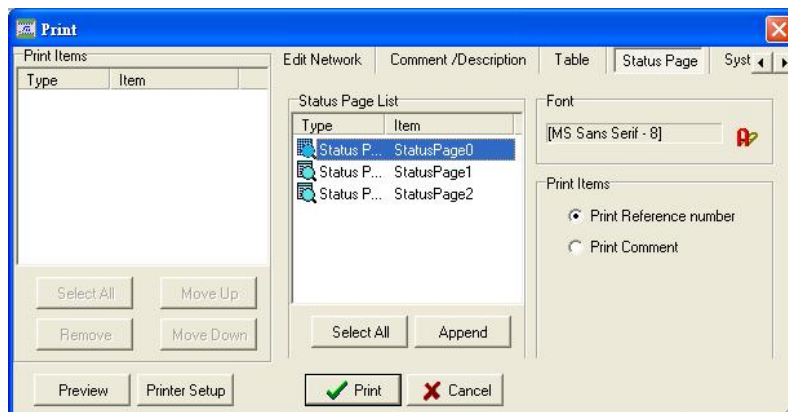 Print
Print Items
Type Item
Select All Move Up
Remove Move Down
Edit Network Comment /Description Table Status Page Syst
Status Page List
Type Item
Status P... StatusPage0
Status P... StatusPage1
Status P... StatusPage2
Select All Append
Font
[MS Sans Serif - 8]
Print Items
Print Reference number
Print Comment
Preview Printer Setup Print Cancel